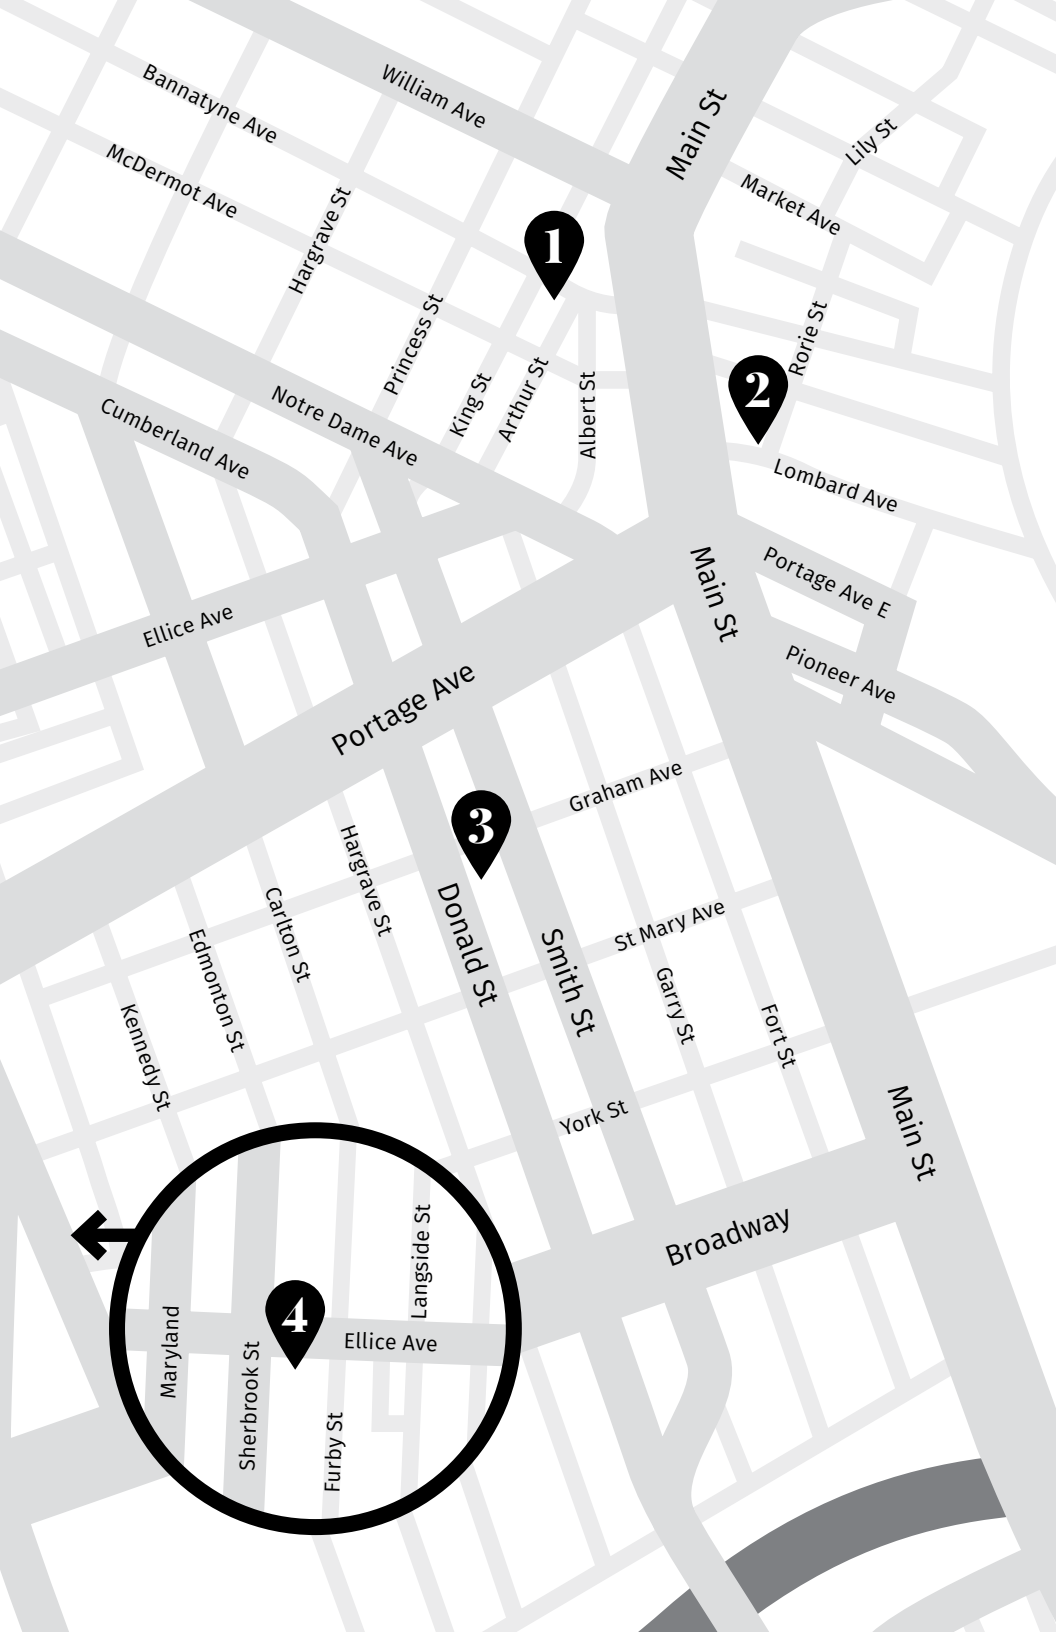 William Ave
Bannatyne Ave
McDermot Ave
Main St
Lily St
Market Ave
Hargrave St
1
Princess St
Rorie St
King St
Arthur St
Albert St
2
Notre Dame Ave
Cumberland Ave
Lombard Ave
Main St
Portage Ave E
Ellice Ave
Pioneer Ave
Portage Ave
Graham Ave
3
Hargrave St
Carlton St
Donald St
St Mary Ave
Edmonton St
Smith St
Garry St
Kennedy St
Fort St
York St
Main St
Broadway
Langside St
4
Maryland
Ellice Ave
Sherbrook St
Furby St